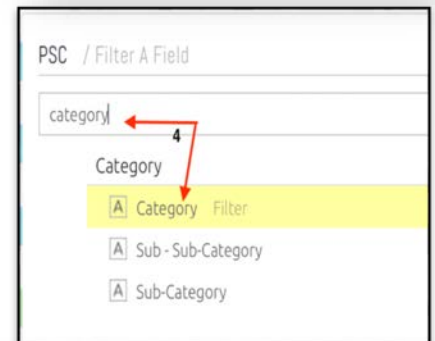 PSC / Filter A Field
category
4
Category
A Category Filter
A Sub - Sub-Category
A Sub-Category